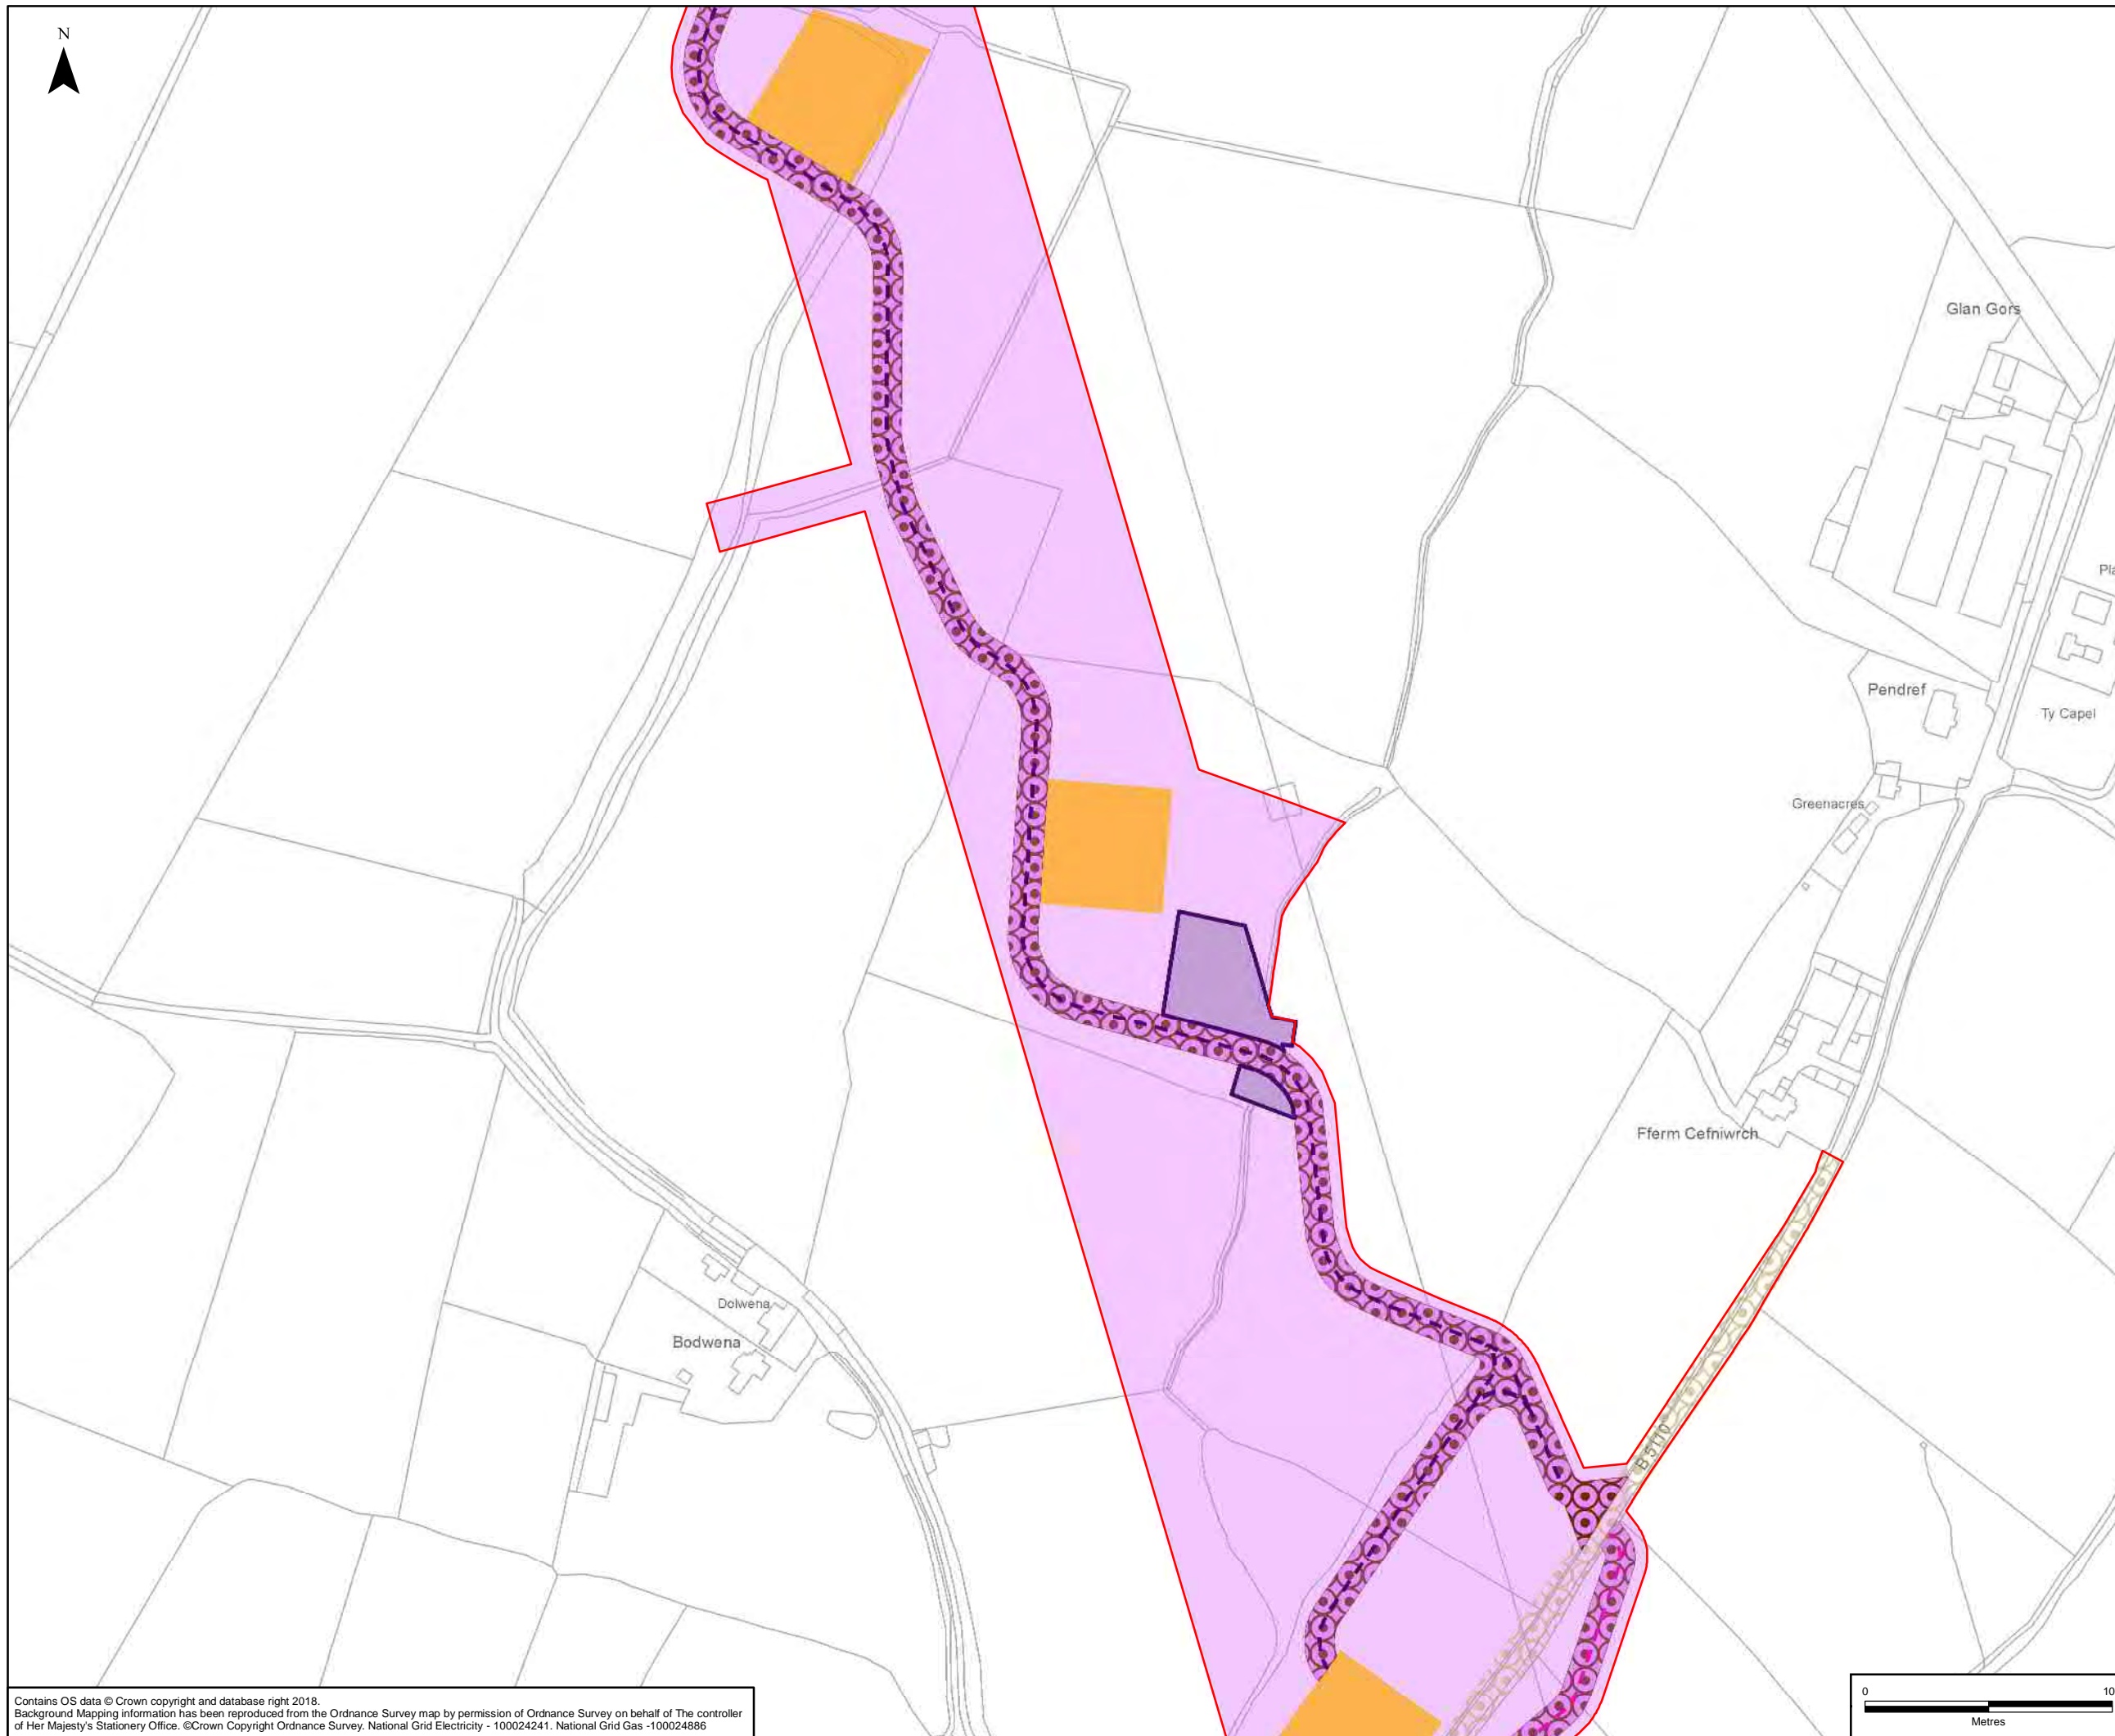 N
Glan Gors
Pla
Pendref
Ty Capel
Greenacres
Fferm Cefniwrch
Dolwena
Bodwena
B5110
Contains OS data © Crown copyright and database right 2018.
Background Mapping information has been reproduced from the Ordnance Survey map by permission of Ordnance Survey on behalf of The controller
of Her Majesty's Stationery Office. ©Crown Copyright Ordnance Survey. National Grid Electricity - 100024241. National Grid Gas -100024886
0 10
Metres